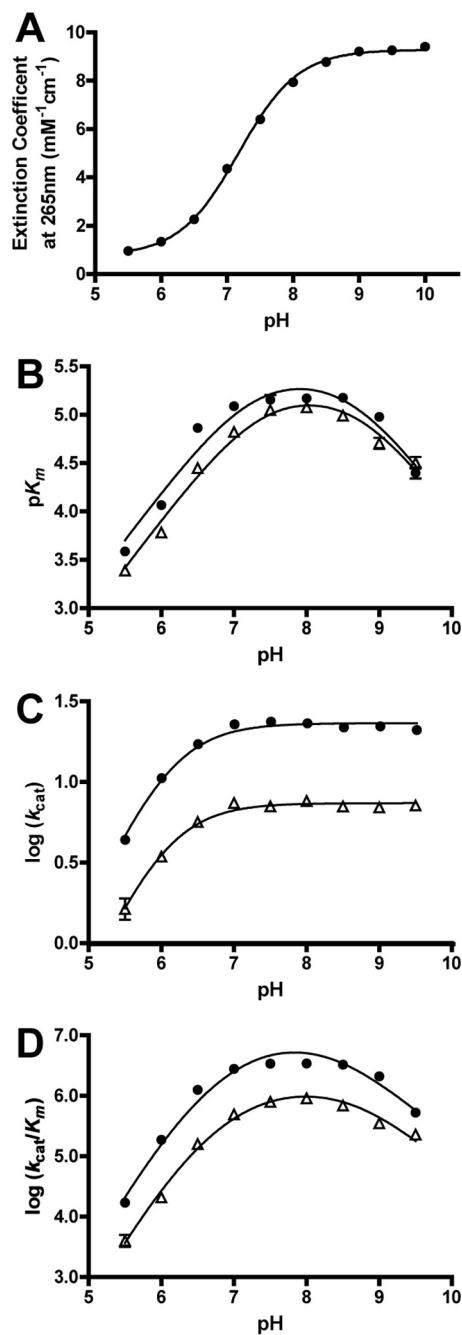 A
Extinction Coefficent
at 265nm (mM-1cm-1)
10
8
6
4
2
0
5 6 7 8 9 10
pH
B
pKm
5.5
5.0
4.5
4.0
3.5
3.0
5 6 7 8 9 10
pH
C
log (kcat)
1.5
1.0
0.5
0.0
5 6 7 8 9 10
pH
D
log (kcat/Km)
7.0
6.0
5.0
4.0
3.0
5 6 7 8 9 10
pH